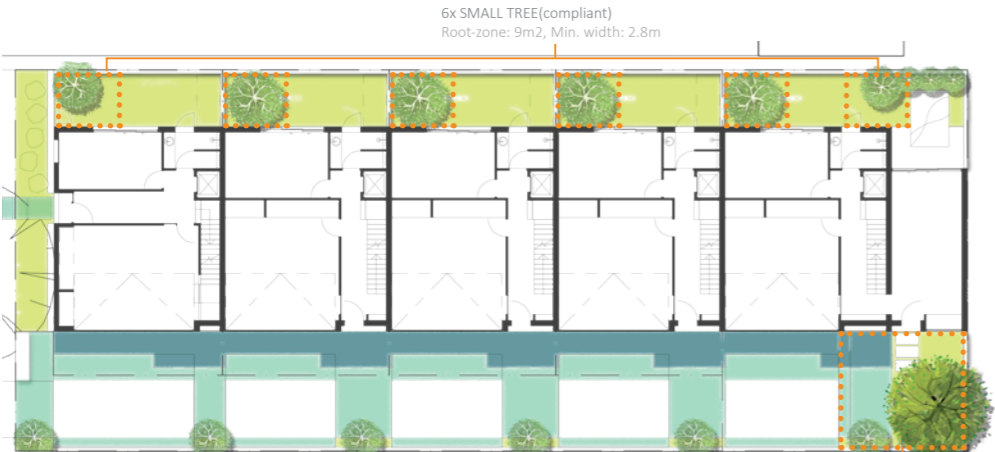 6x SMALL TREE(compliant)
Root-zone: 9m2, Min. width: 2.8m